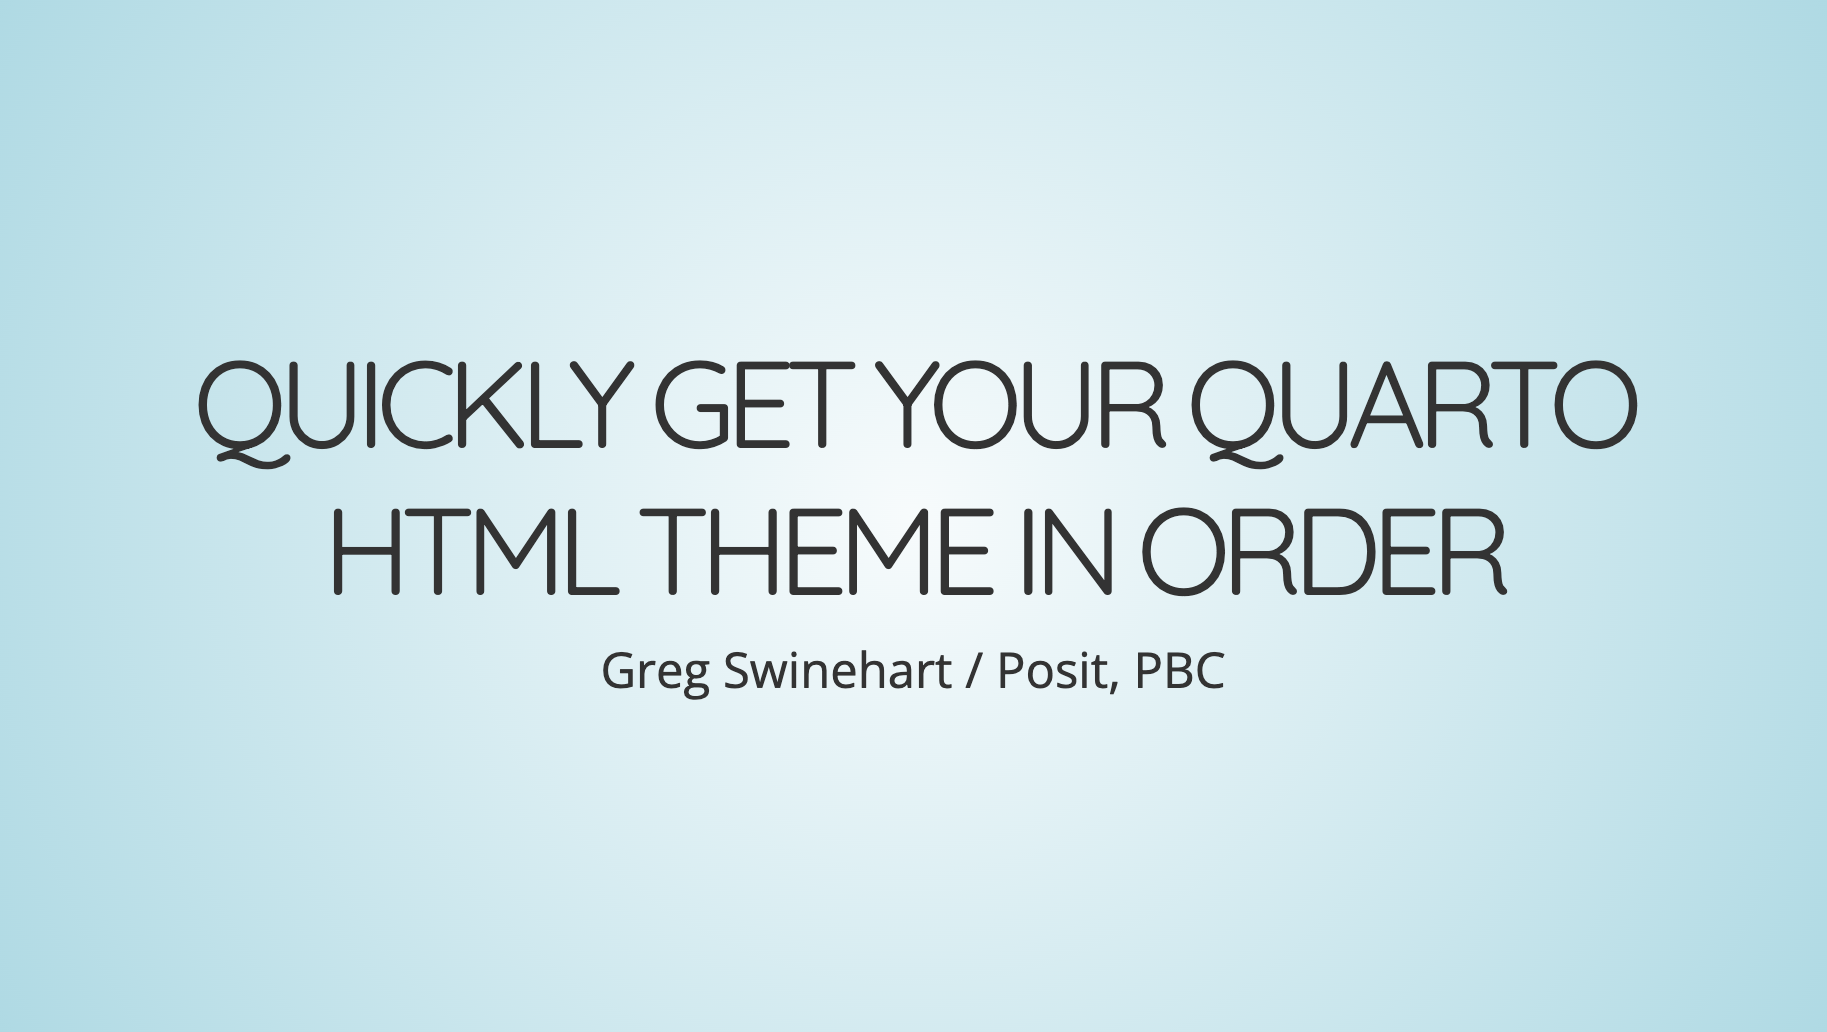 QUICKLY GET YOUR QUARTO
HTML THEME IN ORDER
Greg Swinehart / Posit, PBC